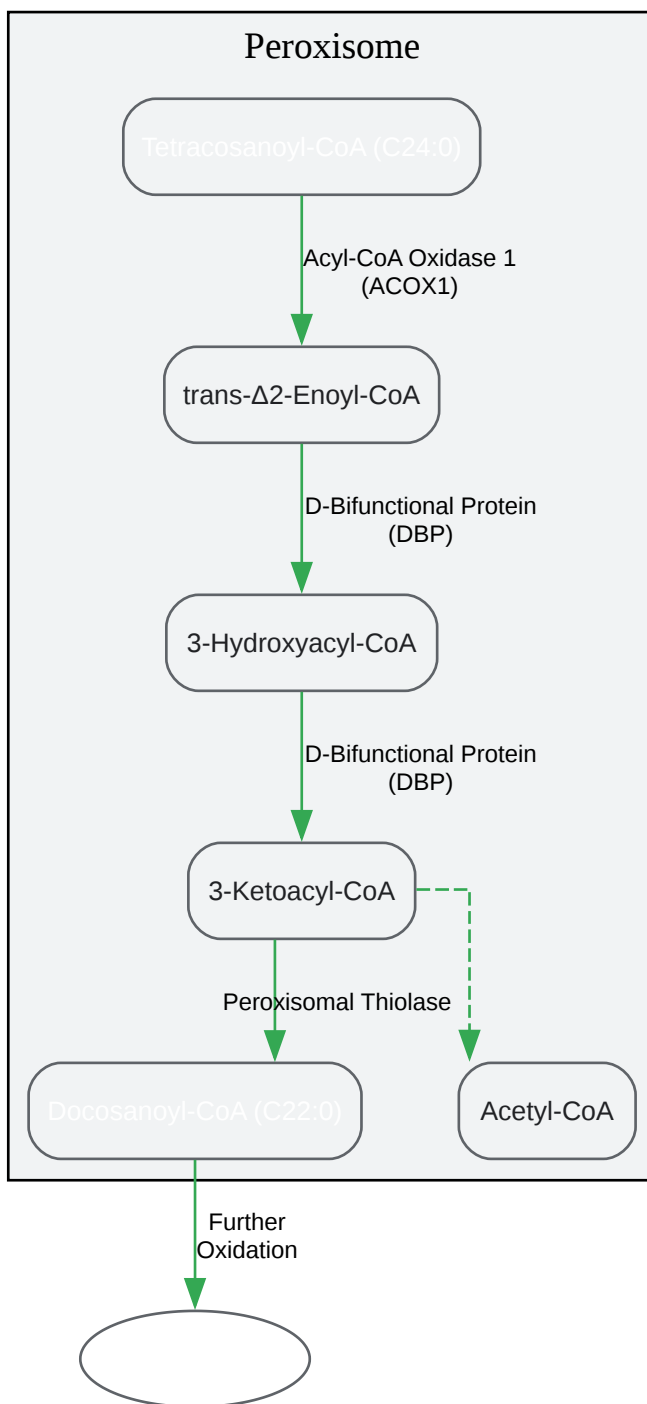 Peroxisome
Tetracosanoyl-CoA (C24:0)
Acyl-CoA Oxidase 1
(ACOX1)
trans-Δ2-Enoyl-CoA
D-Bifunctional Protein
(DBP)
3-Hydroxyacyl-CoA
D-Bifunctional Protein
(DBP)
3-Ketoacyl-CoA
Peroxisomal Thiolase
Docosanoyl-CoA (C22:0)
Acetyl-CoA
Further
Oxidation